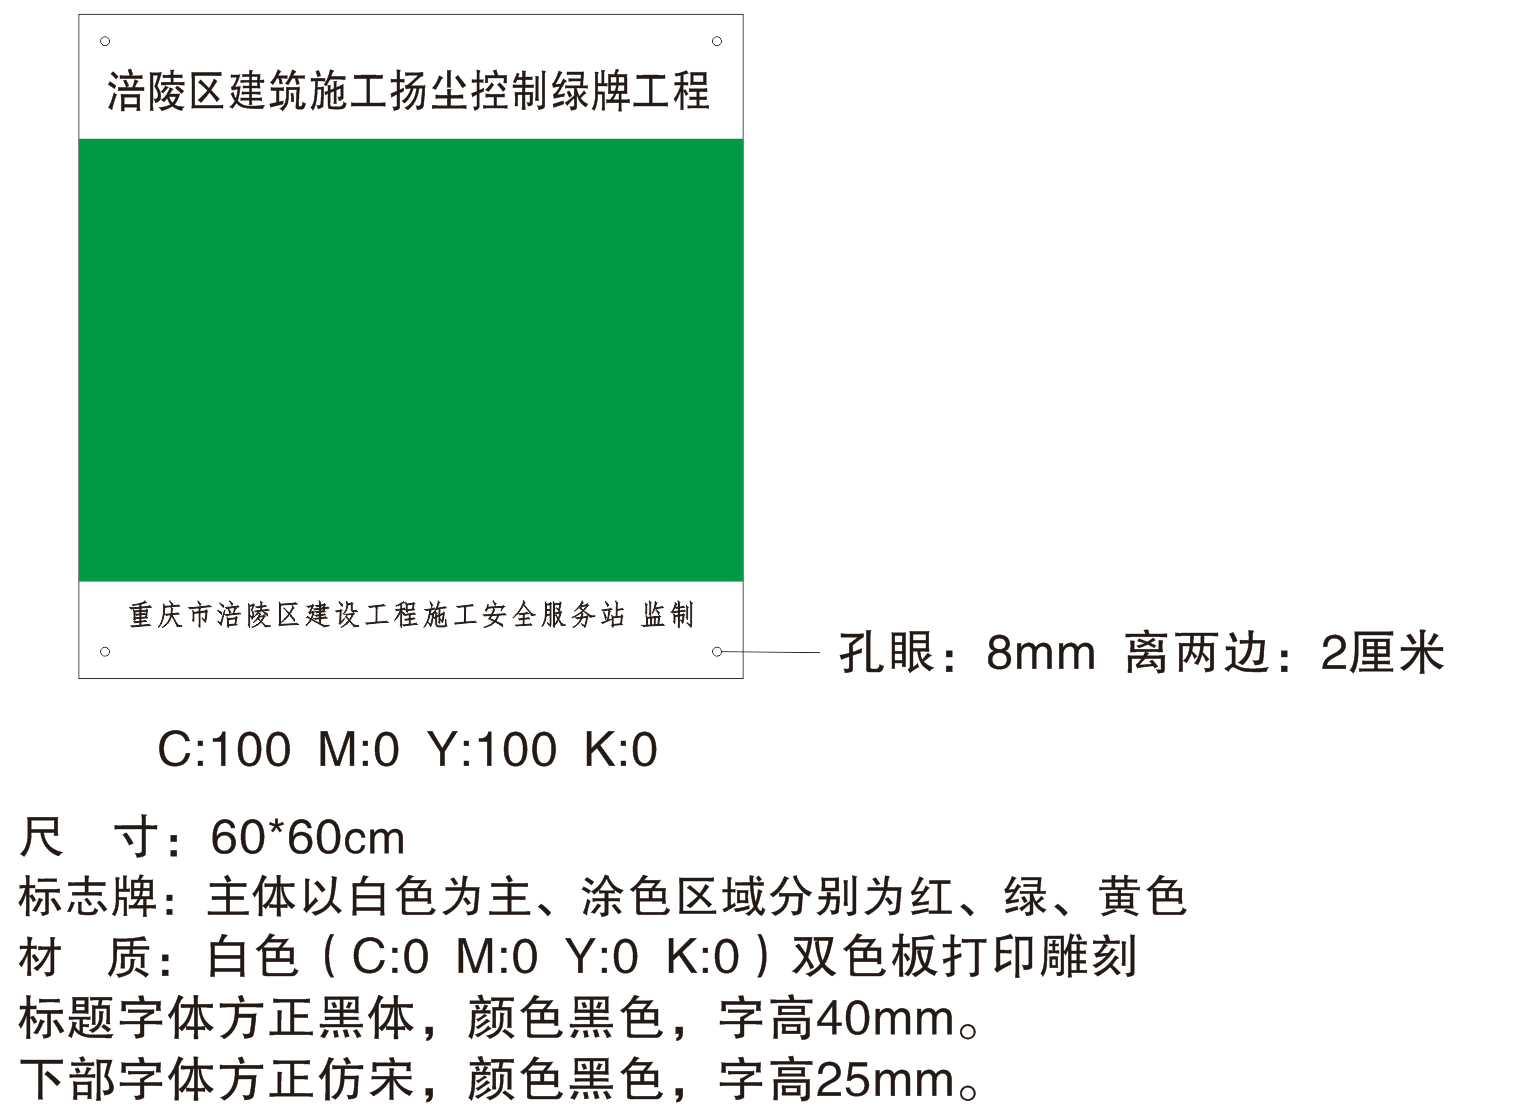 涪陵区建筑施工扬尘控制绿牌工程
重庆市涪陵区建设工程施工安全服务站 监制
孔眼：8mm 离两边：2厘米
C:100 M:0 Y:100 K:0
尺 寸：60*60cm
标志牌：主体以白色为主、涂色区域分别为红、绿、黄色
材 质：白色（C:0 M:0 Y:0 K:0）双色板打印雕刻
标题字体方正黑体，颜色黑色，字高40mm。
下部字体方正仿宋，颜色黑色，字高25mm。